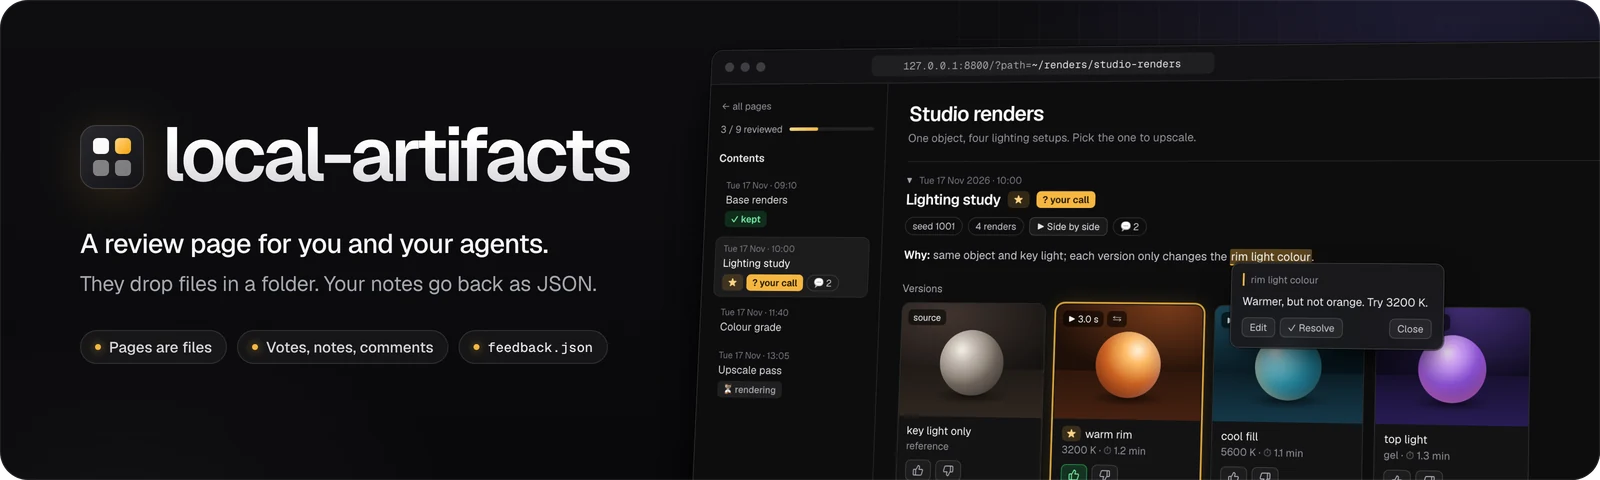 local-artifacts
A review page for you and your agents.
They drop files in a folder. Your notes go back as JSON.
Pages are files
Votes, notes, comments
feedback.json
127.0.0.1:8800/?path=~/renders/studio-renders
← all pages
3 / 9 reviewed
Contents
Tue 17 Nov · 09:10
Base renders
✓ kept
Tue 17 Nov · 10:00
Lighting study
★ ? your call 💬 2
Tue 17 Nov · 11:40
Colour grade
Tue 17 Nov · 13:05
Upscale pass
⏳ rendering
Studio renders
One object, four lighting setups. Pick the one to upscale.
▼ Tue 17 Nov 2026 · 10:00
Lighting study ★ ? your call
seed 1001 4 renders ▶ Side by side 💬 2
Why: same object and key light; each version only changes the rim light colour.
rim light colour
Warmer, but not orange. Try 3200 K.
Edit ✓ Resolve Close
Versions
source
key light only
reference
▶ 3.0 s ⇆
★ warm rim
3200 K · ⏱ 1.2 min
cool fill
5600 K · ⏱ 1.1 min
top light
gel · ⏱ 1.3 min